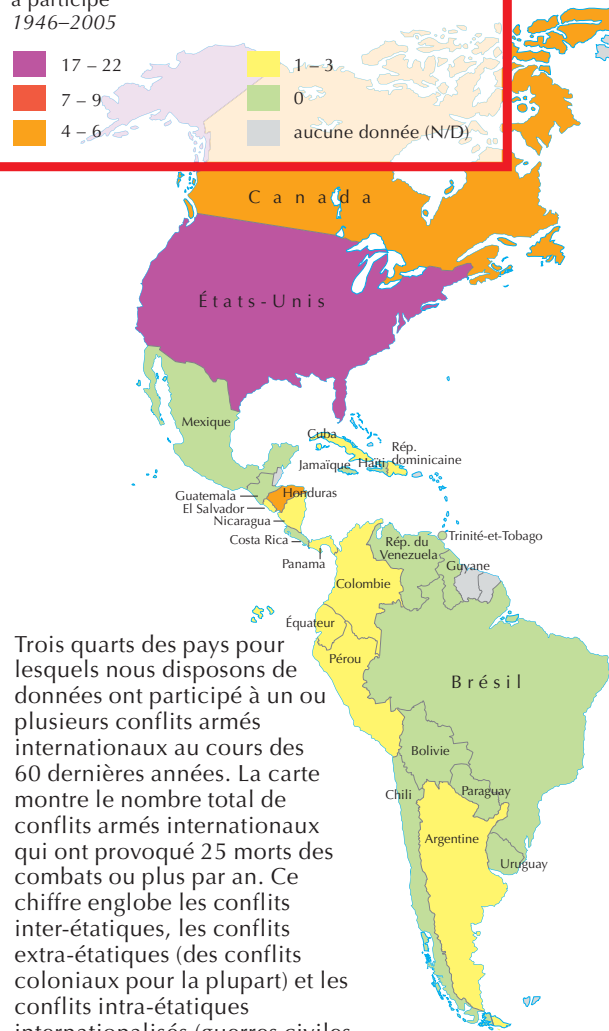 a participé
1946–2005
17 – 22
7 – 9
4 – 6
1 – 3
0
aucune donnée (N/D)
Canada
États-Unis
Mexique
Cuba
Rép.
dominicaine
Jamaïque
Haïti
Guatemala
Honduras
El Salvador
Nicaragua
Costa Rica
Panama
Trinité-et-Tobago
Rép. du
Venezuela
Guyane
Colombie
Équateur
Pérou
Brésil
Bolivie
Chili
Paraguay
Argentine
Uruguay
Trois quarts des pays pour
lesquels nous disposons de
données ont participé à un ou
plusieurs conflits armés
internationaux au cours des
60 dernières années. La carte
montre le nombre total de
conflits armés internationaux
qui ont provoqué 25 morts des
combats ou plus par an. Ce
chiffre englobe les conflits
inter-étatiques, les conflits
extra-étatiques (des conflits
coloniaux pour la plupart) et les
conflits intra-étatiques
internationalisés (guerres civiles